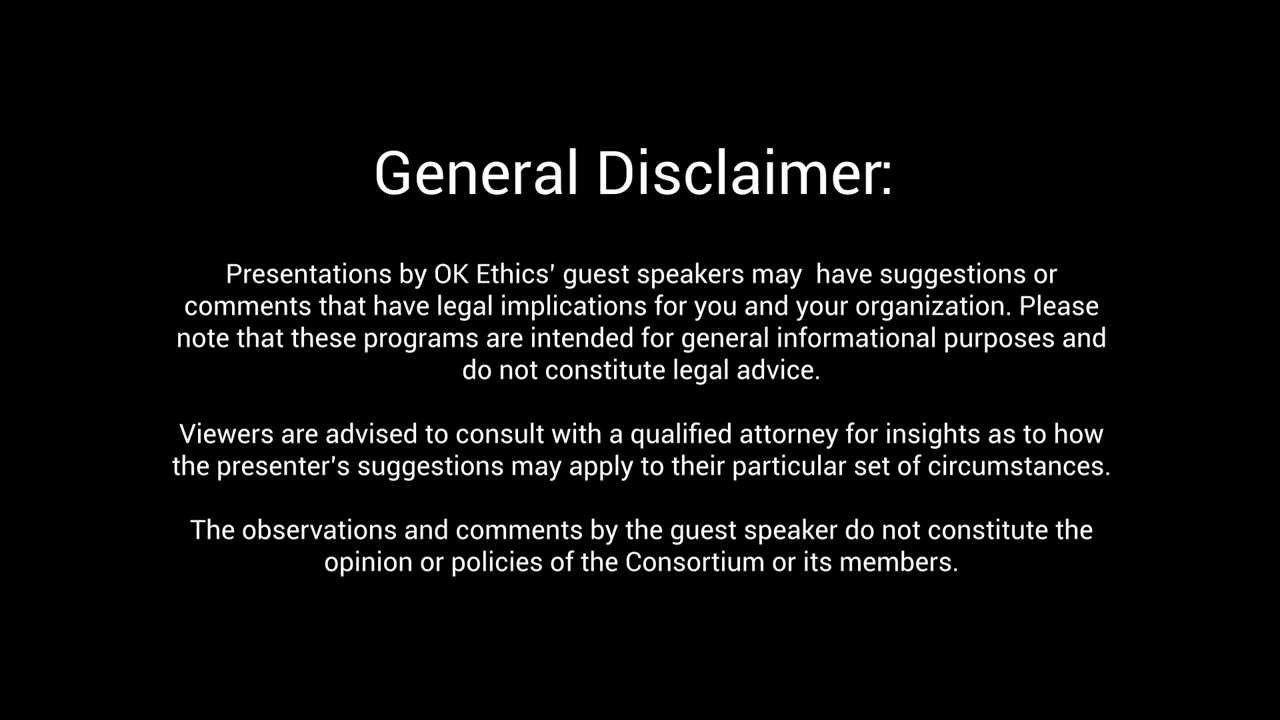 General Disclaimer:
Presentations by OK Ethics' guest speakers may  have suggestions or
comments that have legal implications for you and your organization. Please
note that these programs are intended for general informational purposes and
do not constitute legal advice.
Viewers are advised to consult with a qualified attorney for insights as to how
the presenter's suggestions may apply to their particular set of circumstances.
The observations and comments by the guest speaker do not constitute the
opinion or policies of the Consortium or its members.